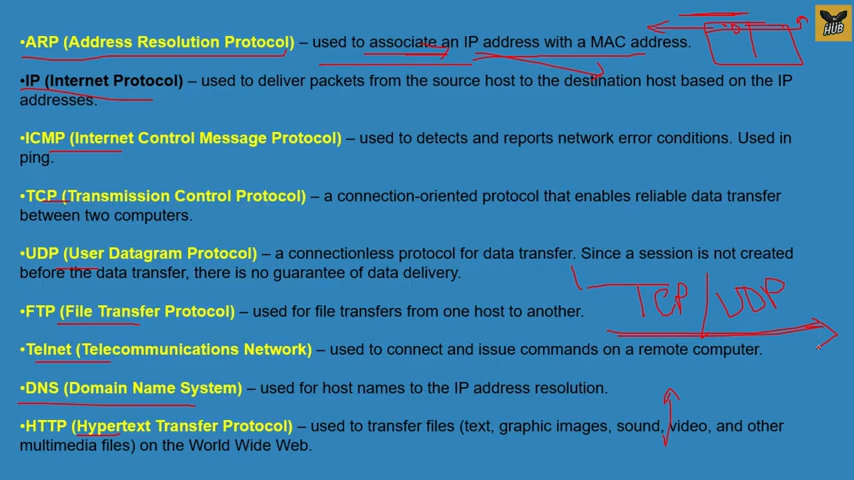 •ARP (Address Resolution Protocol) – used to associate an IP address with a MAC address.
•IP (Internet Protocol) – used to deliver packets from the source host to the destination host based on the IP
addresses.
•ICMP (Internet Control Message Protocol) – used to detects and reports network error conditions. Used in
ping.
•TCP (Transmission Control Protocol) – a connection-oriented protocol that enables reliable data transfer
between two computers.
•UDP (User Datagram Protocol) – a connectionless protocol for data transfer. Since a session is not created
before the data transfer, there is no guarantee of data delivery.
TCP/UDP
•FTP (File Transfer Protocol) – used for file transfers from one host to another.
•Telnet (Telecommunications Network) – used to connect and issue commands on a remote computer.
•DNS (Domain Name System) – used for host names to the IP address resolution.
•HTTP (Hypertext Transfer Protocol) – used to transfer files (text, graphic images, sound, video, and other
multimedia files) on the World Wide Web.
HUB